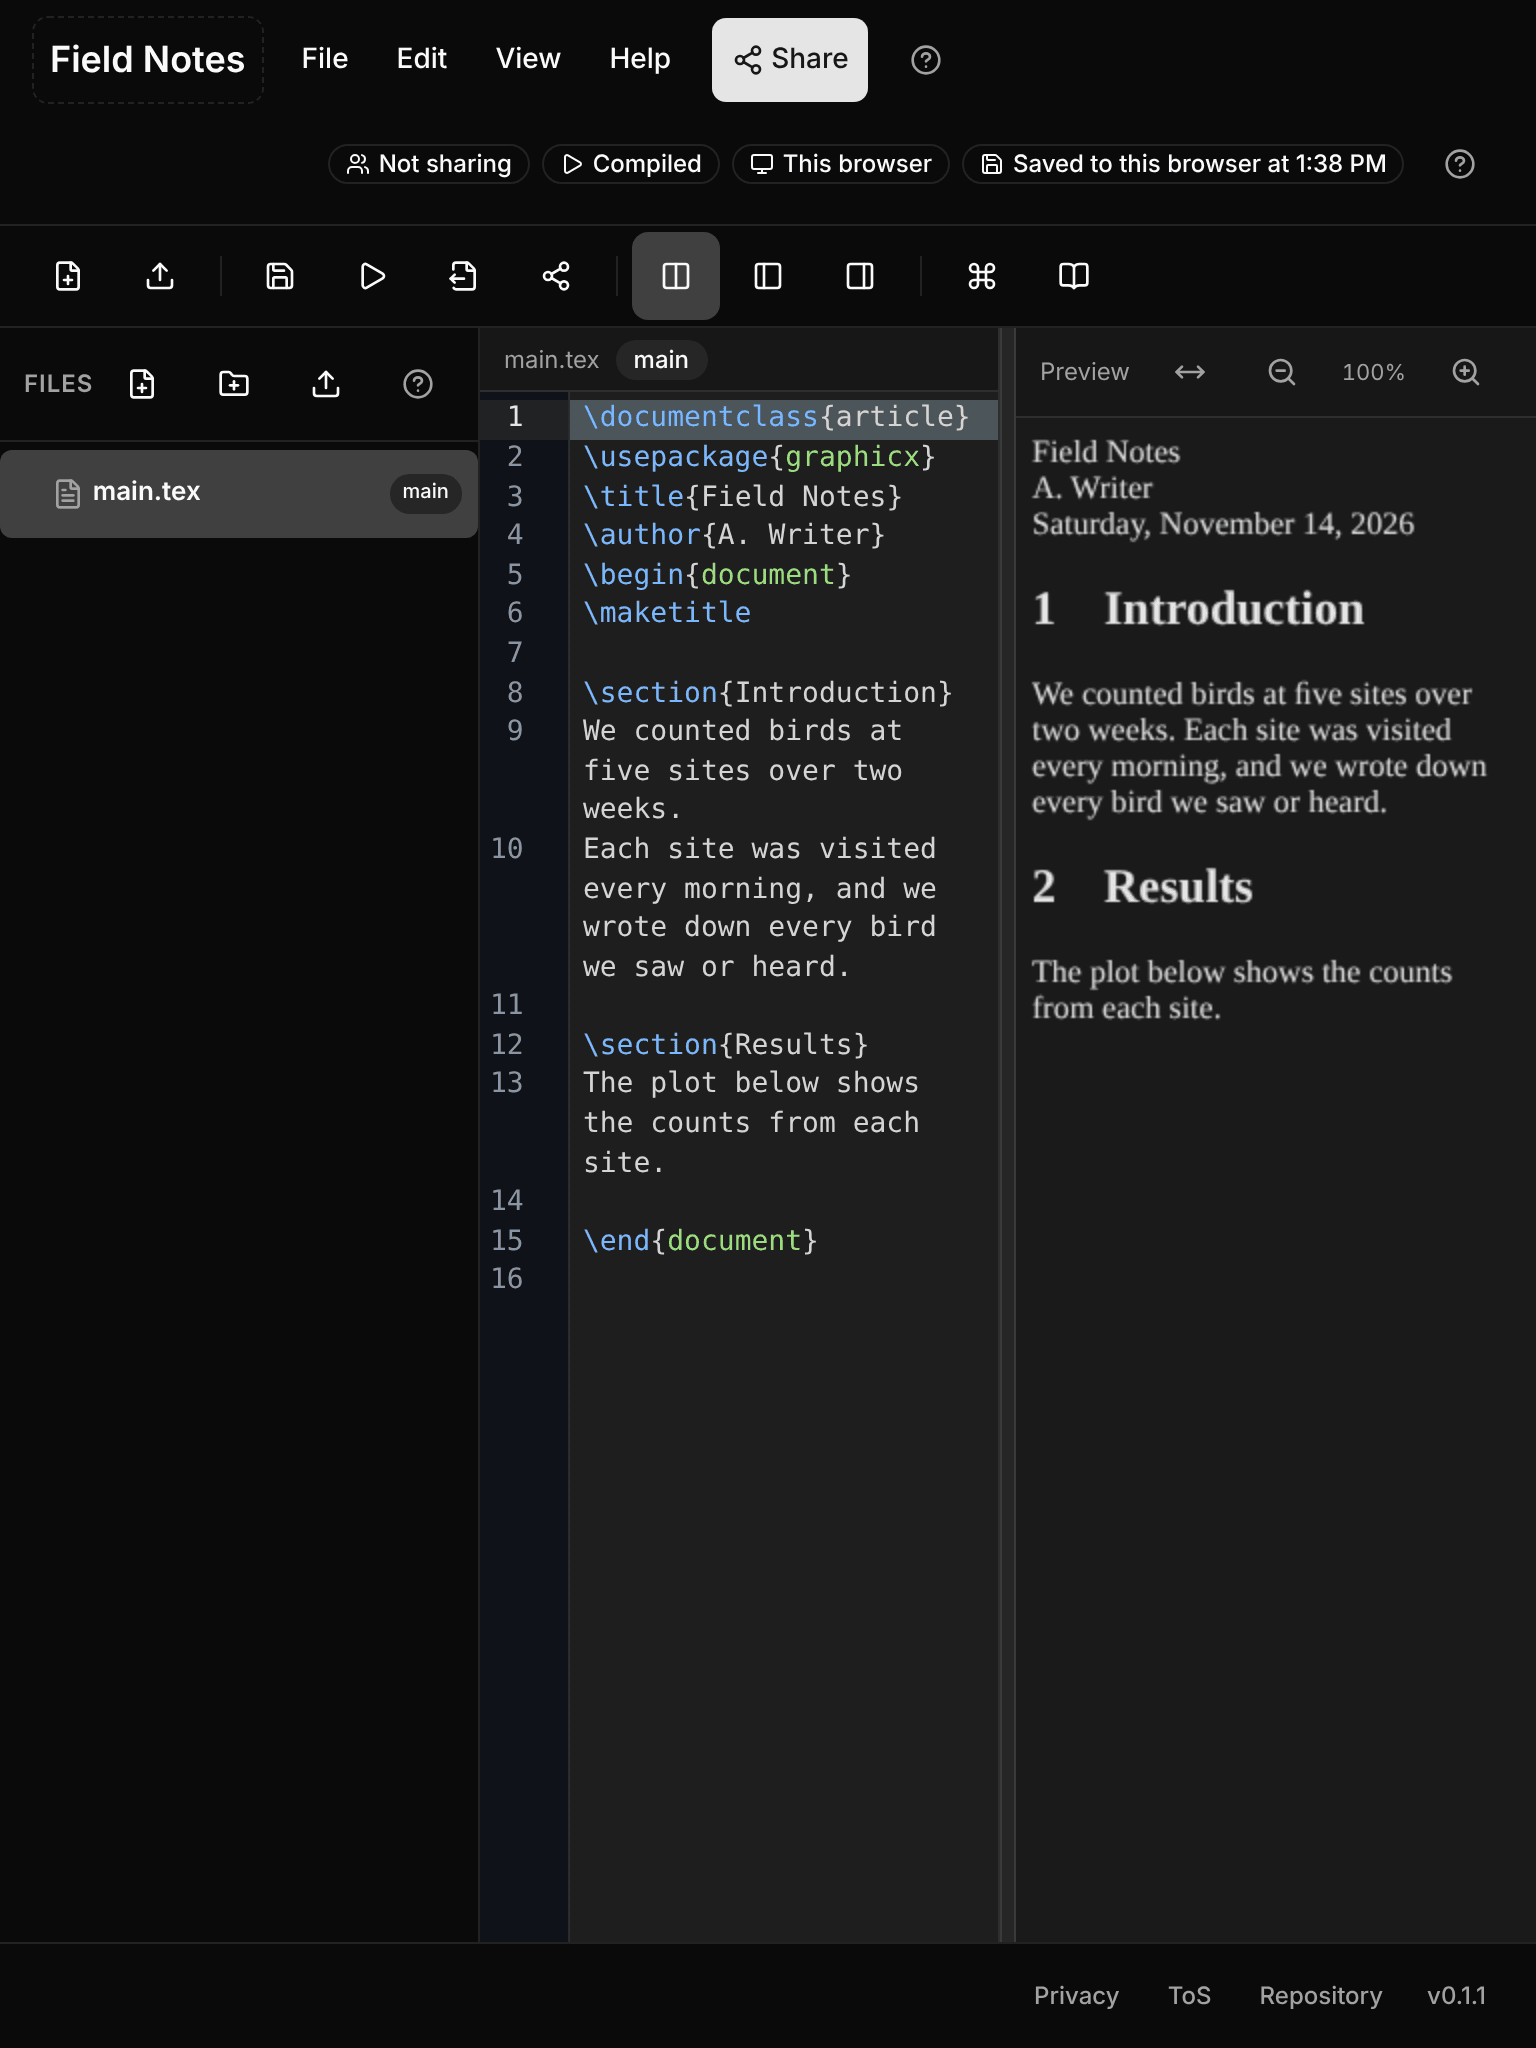 Field Notes File Edit View Help Share
Not sharing Compiled This browser Saved to this browser at 1:38 PM
FILES
main.tex main
main.tex main
1 \documentclass{article}
2 \usepackage{graphicx}
3 \title{Field Notes}
4 \author{A. Writer}
5 \begin{document}
6 \maketitle
7
8 \section{Introduction}
9 We counted birds at
five sites over two
weeks.
10 Each site was visited
every morning, and we
wrote down every bird
we saw or heard.
11
12 \section{Results}
13 The plot below shows
the counts from each
site.
14
15 \end{document}
16
Preview 100%
Field Notes
A. Writer
Saturday, November 14, 2026
1 Introduction
We counted birds at five sites over
two weeks. Each site was visited
every morning, and we wrote down
every bird we saw or heard.
2 Results
The plot below shows the counts
from each site.
Privacy ToS Repository v0.1.1